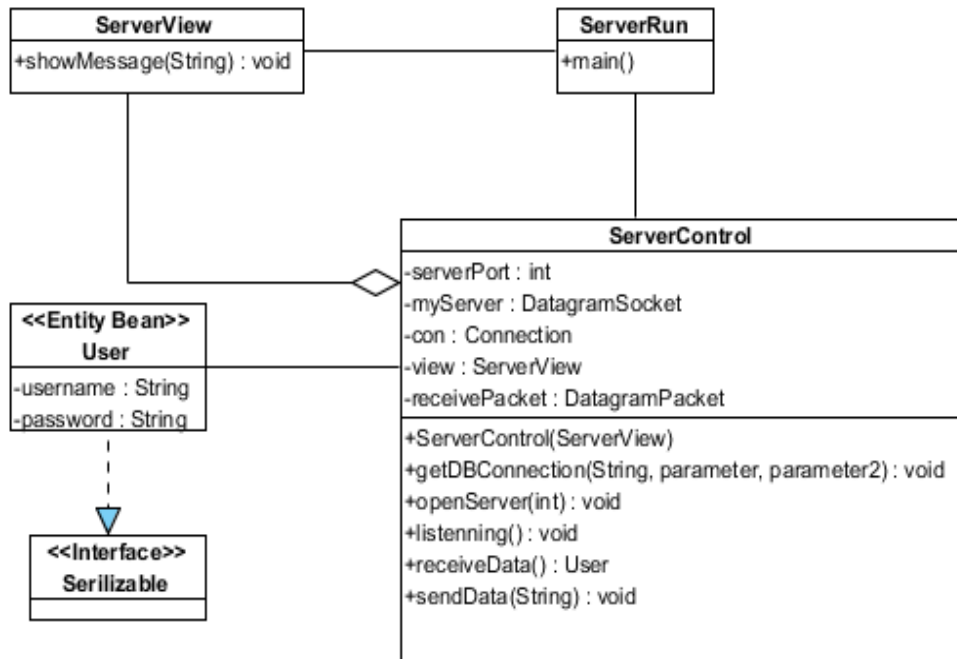 ServerView
+showMessage(String) : void
ServerRun
+main()
ServerControl
-serverPort : int
-myServer : DatagramSocket
-con : Connection
-view : ServerView
-receivePacket : DatagramPacket
+ServerControl(ServerView)
+getDBConnection(String, parameter, parameter2) : void
+openServer(int) : void
+listenning() : void
+receiveData() : User
+sendData(String) : void
<<Entity Bean>>
User
-username : String
-password : String
<<Interface>>
Serilizable